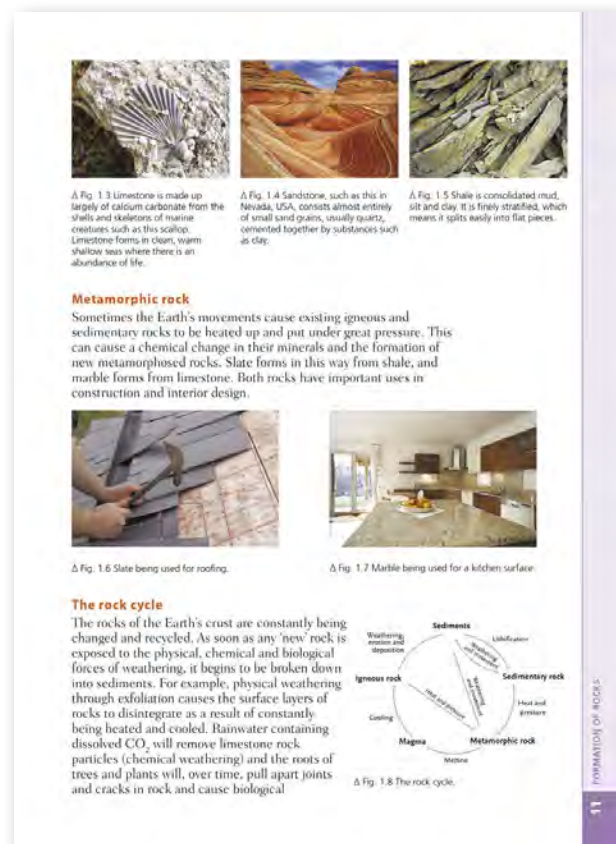 Δ Fig. 1.3 Limestone is made up
largely of calcium carbonate from the
shells and skeletons of marine
creatures such as this scallop.
Limestone forms in clean, warm
shallow seas where there is an
abundance of life.
Δ Fig. 1.4 Sandstone, such as this in
Nevada, USA, consists almost entirely
of small sand grains, usually quartz,
cemented together by substances such
as clay.
Δ Fig. 1.5 Shale is consolidated mud,
silt and clay. It is finely stratified, which
means it splits easily into flat pieces.
Metamorphic rock
Sometimes the Earth's movements cause existing igneous and
sedimentary rocks to be heated up and put under great pressure. This
can cause a chemical change in their minerals and the formation of
new metamorphosed rocks. Slate forms in this way from shale, and
marble forms from limestone. Both rocks have important uses in
construction and interior design.
Δ Fig. 1.6 Slate being used for roofing.
Δ Fig. 1.7 Marble being used for a kitchen surface.
The rock cycle
The rocks of the Earth's crust are constantly being
changed and recycled. As soon as any 'new' rock is
exposed to the physical, chemical and biological
forces of weathering, it begins to be broken down
into sediments. For example, physical weathering
through exfoliation causes the surface layers of
rocks to disintegrate as a result of constantly
being heated and cooled. Rainwater containing
dissolved CO₂ will remove limestone rock
particles (chemical weathering) and the roots of
trees and plants will, over time, pull apart joints
and cracks in rock and cause biological
Sediments
Weathering,
erosion and
deposition
Lithification
Weathering
Igneous rock
Sedimentary rock
Weathering
Heat and pressure
Heat and
pressure
Cooling
Magma
Metamorphic rock
Melting
Δ Fig. 1.8 The rock cycle.
FORMATION OF ROCKS
11